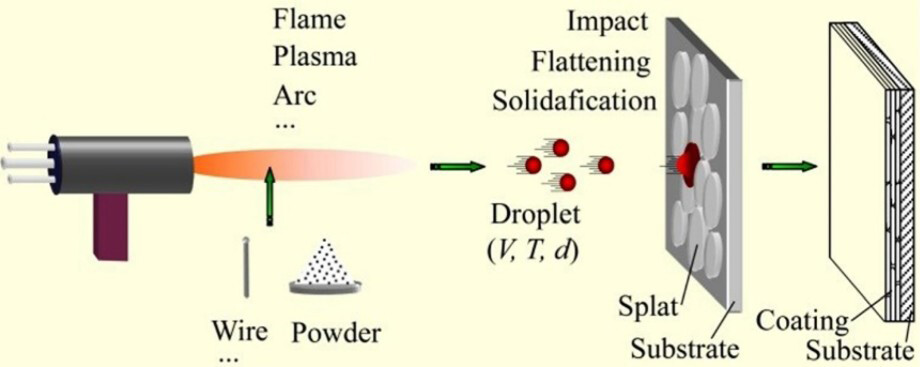 Flame
Plasma
Arc
...
Wire Powder
...
Droplet
(V, T, d)
Impact
Flattening
Solidafication
Splat
Substrate
Coating
Substrate